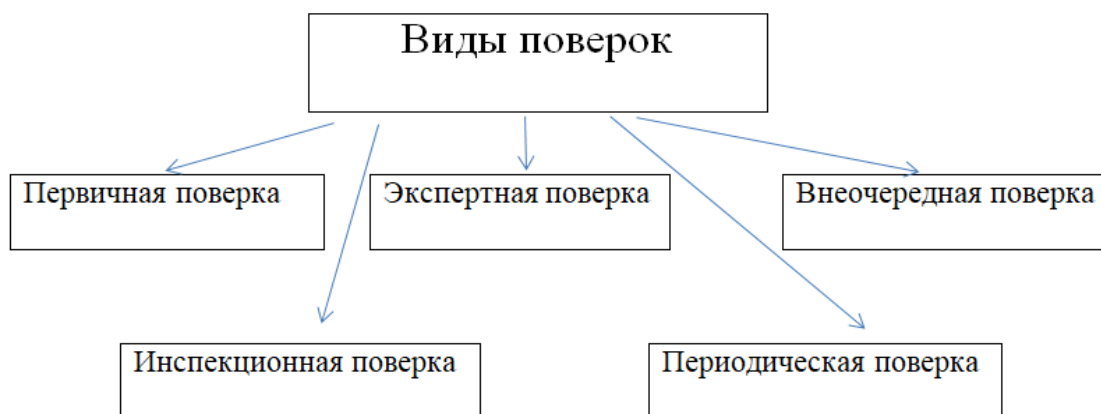 Виды поверок
Первичная поверка
Экспертная поверка
Внеочередная поверка
Инспекционная поверка
Периодическая поверка